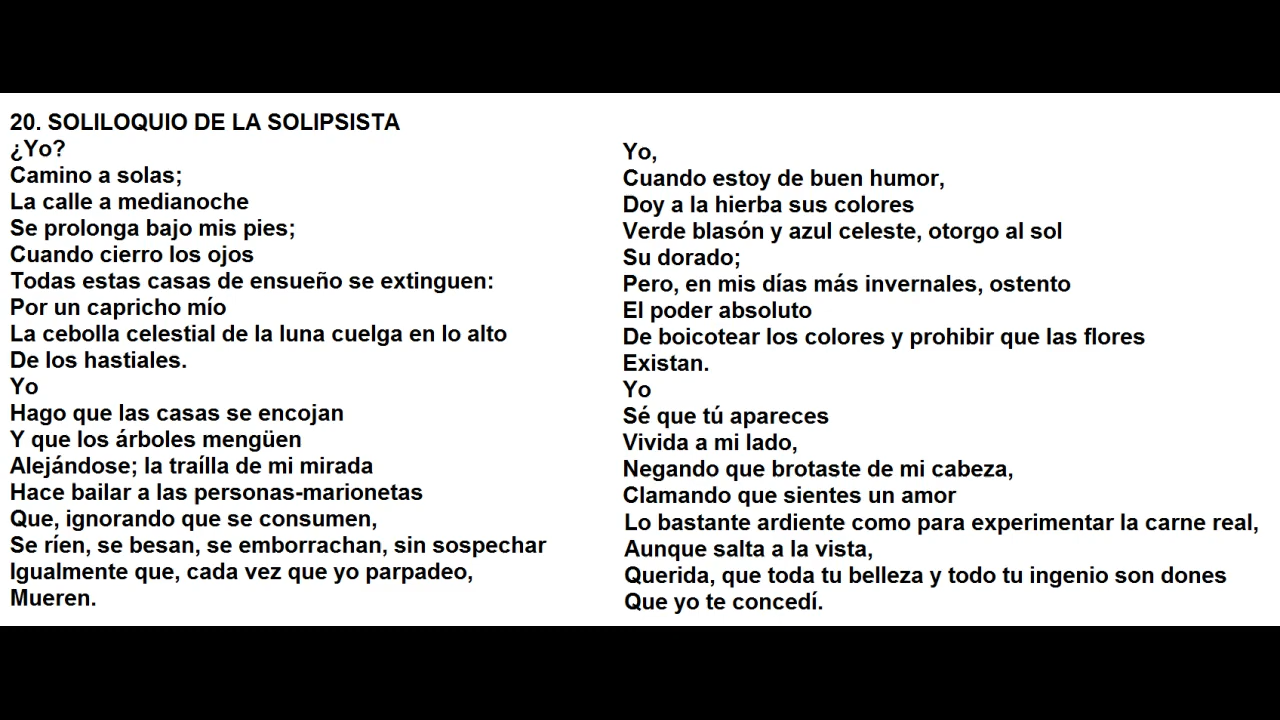 20. SOLILOQUIO DE LA SOLIPSISTA
¿Yo?
Camino a solas;
La calle a medianoche
Se prolonga bajo mis pies;
Cuando cierro los ojos
Todas estas casas de ensueño se extinguen:
Por un capricho mío
La cebolla celestial de la luna cuelga en lo alto
De los hastiales.
Yo
Hago que las casas se encojan
Y que los árboles mengüen
Alejándose; la traílla de mi mirada
Hace bailar a las personas-marionetas
Que, ignorando que se consumen,
Se ríen, se besan, se emborrachan, sin sospechar
Igualmente que, cada vez que yo parpadeo,
Mueren.
Yo,
Cuando estoy de buen humor,
Doy a la hierba sus colores
Verde blasón y azul celeste, otorgo al sol
Su dorado;
Pero, en mis días más invernales, ostento
El poder absoluto
De boicotear los colores y prohibir que las flores
Existan.
Yo
Sé que tú apareces
Vivida a mi lado,
Negando que brotaste de mi cabeza,
Clamando que sientes un amor
Lo bastante ardiente como para experimentar la carne real,
Aunque salta a la vista,
Querida, que toda tu belleza y todo tu ingenio son dones
Que yo te concedí.